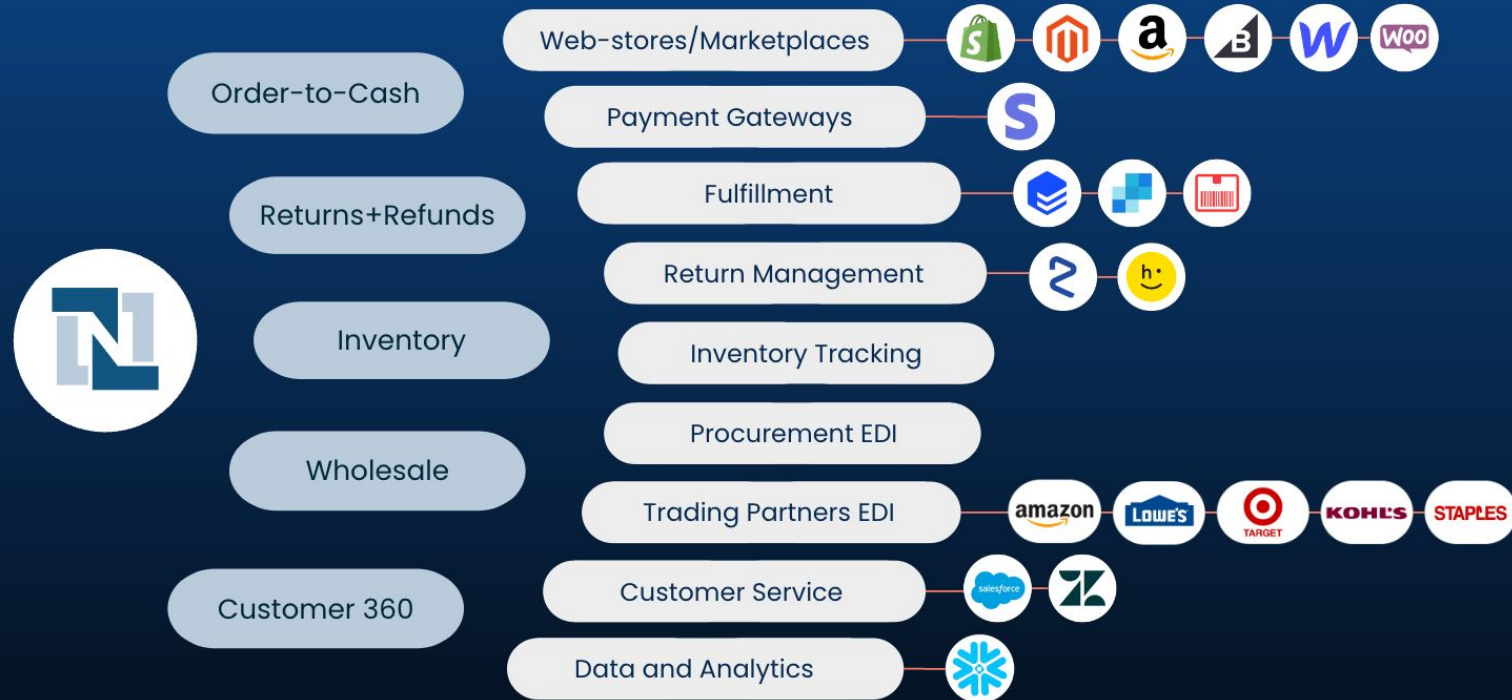 Order-to-Cash
Returns+Refunds
Inventory
Wholesale
Customer 360
N
Web-stores/Marketplaces
S
a
B
W
Woo
Payment Gateways
S
Fulfillment
Return Management
h
Inventory Tracking
Procurement EDI
Trading Partners EDI
amazon
LOWE'S
TARGET
KOHL'S
STAPLES
Customer Service
salesforce
Data and Analytics